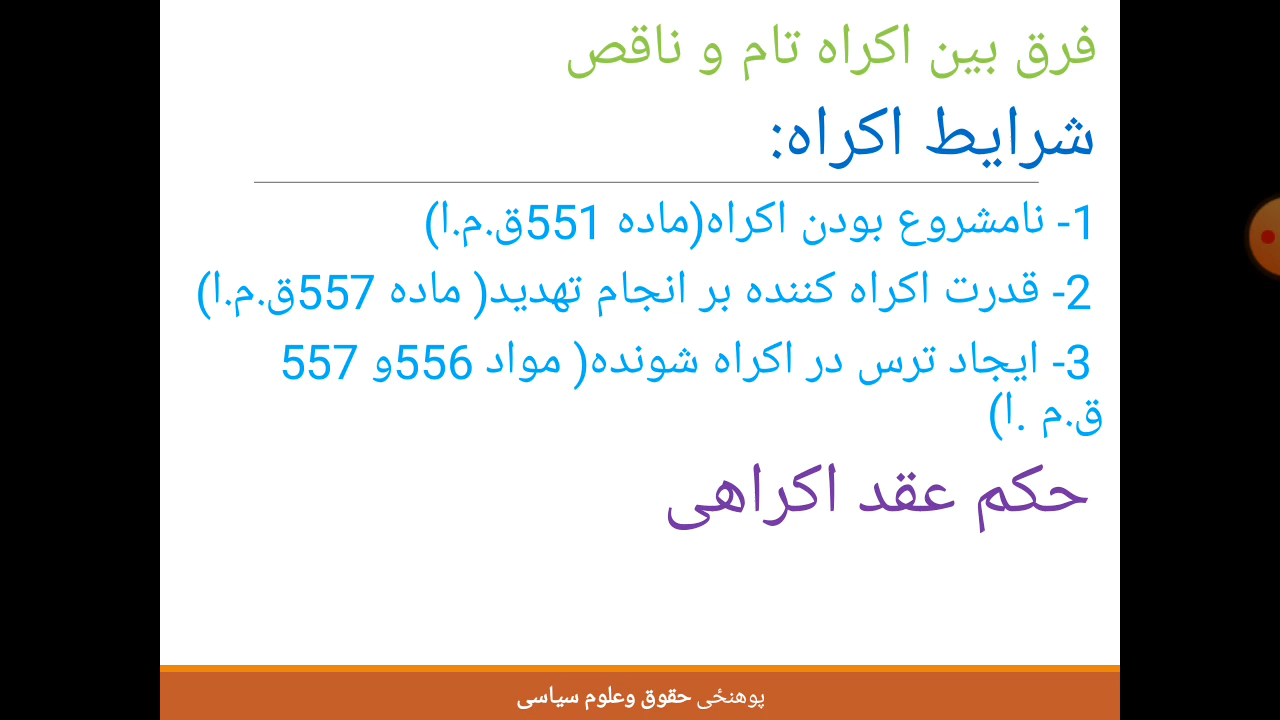 فرق بین اکراه تام و ناقص
شرایط اکراه:
1- نامشروع بودن اکراه(ماده 551ق.م.ا)
2- قدرت اکراه کننده بر انجام تهدید( ماده 557ق.م.ا)
3- ایجاد ترس در اکراه شونده( مواد 556و 557
ق.م .ا)
حکم عقد اکراهی
پوهنځی حقوق وعلوم سیاسی